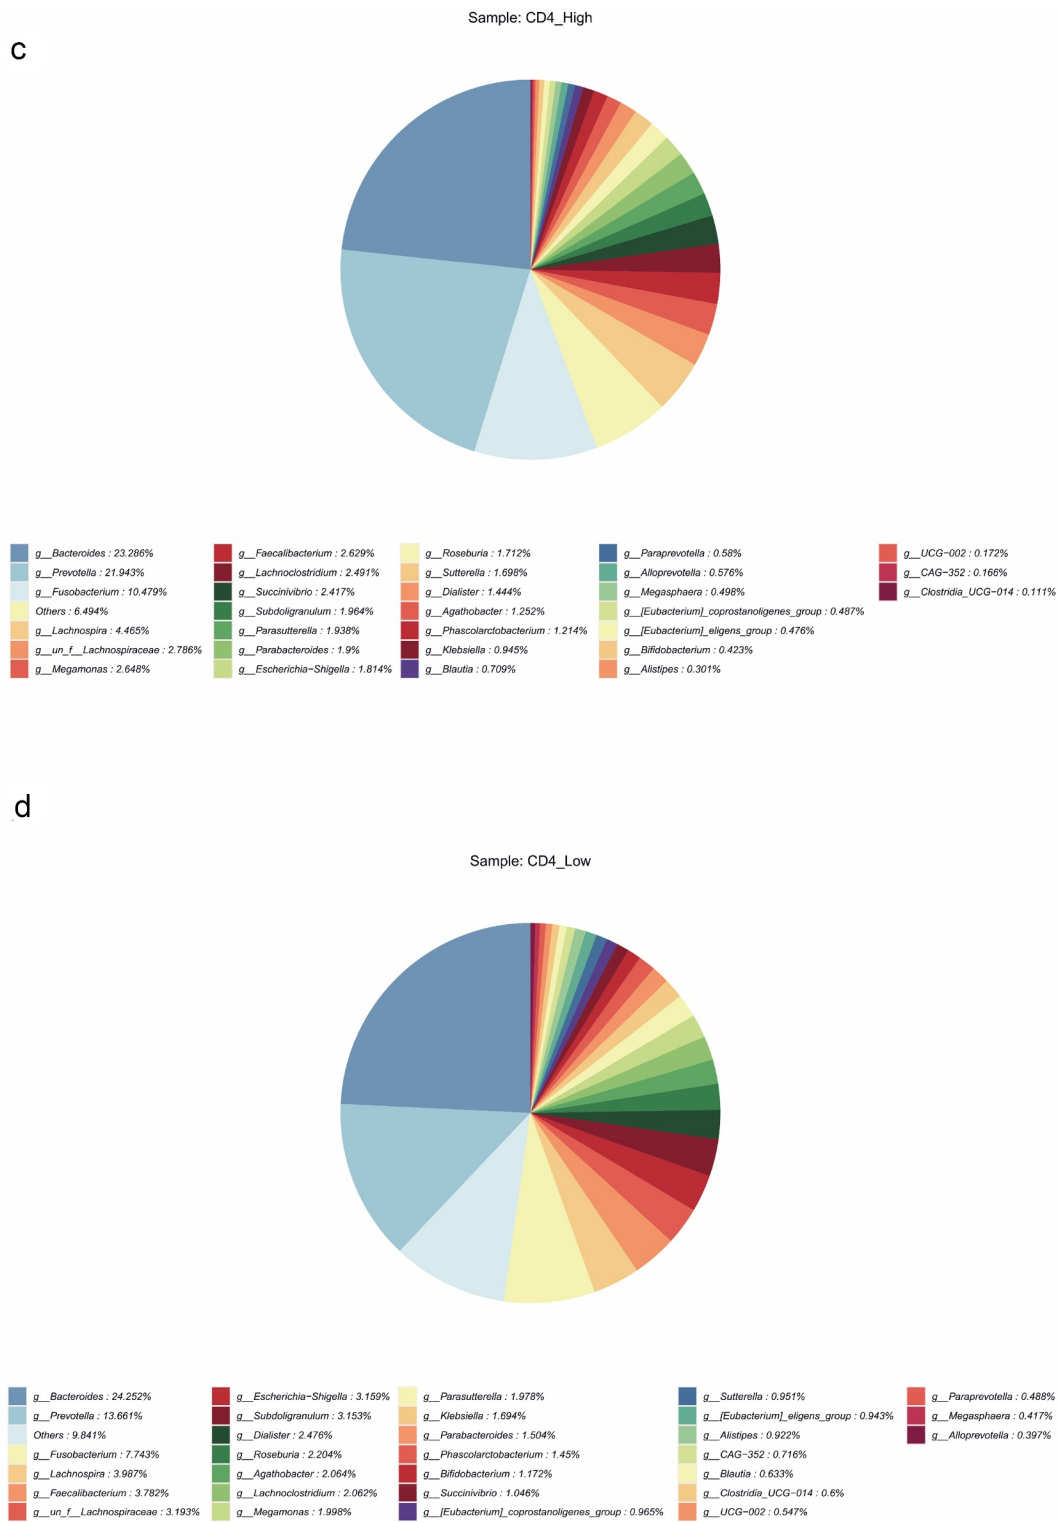 Sample: CD4_High
c
g__Bacteroides : 23.286%
g__Prevotella : 21.943%
g__Fusobacterium : 10.479%
Others : 6.494%
g__Lachnospira : 4.465%
g__un_f__Lachnospiraceae : 2.786%
g__Megamonas : 2.648%
g__Faecalibacterium : 2.629%
g__Lachnoclostridium : 2.491%
g__Succinivibrio : 2.417%
g__Subdoligranulum : 1.964%
g__Parasutterella : 1.938%
g__Parabacteroides : 1.9%
g__Escherichia−Shigella : 1.814%
g__Roseburia : 1.712%
g__Sutterella : 1.698%
g__Dialister : 1.444%
g__Agathobacter : 1.252%
g__Phascolarctobacterium : 1.214%
g__Klebsiella : 0.945%
g__Blautia : 0.709%
g__Paraprevotella : 0.58%
g__Alloprevotella : 0.576%
g__Megasphaera : 0.498%
g__[Eubacterium]_coprostanoligenes_group : 0.487%
g__[Eubacterium]_eligens_group : 0.476%
g__Bifidobacterium : 0.423%
g__Alistipes : 0.301%
g__UCG−002 : 0.172%
g__CAG−352 : 0.166%
g__Clostridia_UCG−014 : 0.111%
d
Sample: CD4_Low
g__Bacteroides : 24.252%
g__Prevotella : 13.661%
Others : 9.841%
g__Fusobacterium : 7.743%
g__Lachnospira : 3.987%
g__Faecalibacterium : 3.782%
g__un_f__Lachnospiraceae : 3.193%
g__Escherichia−Shigella : 3.159%
g__Subdoligranulum : 3.153%
g__Dialister : 2.476%
g__Roseburia : 2.204%
g__Agathobacter : 2.064%
g__Lachnoclostridium : 2.062%
g__Megamonas : 1.998%
g__Parasutterella : 1.978%
g__Klebsiella : 1.694%
g__Parabacteroides : 1.504%
g__Phascolarctobacterium : 1.45%
g__Bifidobacterium : 1.172%
g__Succinivibrio : 1.046%
g__[Eubacterium]_coprostanoligenes_group : 0.965%
g__Sutterella : 0.951%
g__[Eubacterium]_eligens_group : 0.943%
g__Alistipes : 0.922%
g__CAG−352 : 0.716%
g__Blautia : 0.633%
g__Clostridia_UCG−014 : 0.6%
g__UCG−002 : 0.547%
g__Paraprevotella : 0.488%
g__Megasphaera : 0.417%
g__Alloprevotella : 0.397%